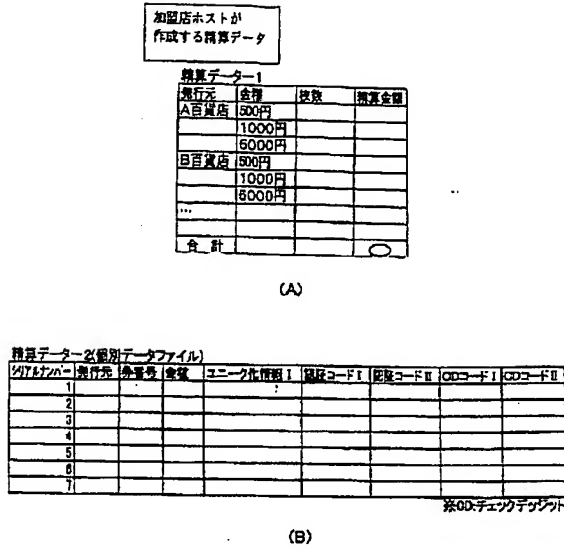 加盟店ホストが
作成する精算データ
精算データー1
発行元 金種 枚数 精算金額
A百貨店 500円
1000円
5000円
B百貨店 500円
1000円
5000円
...
合 計
(A)
精算データー2(個別データファイル)
シリアルナンバー 発行元 券番号 金種 ユニーク化情報Ⅰ 認証コードⅠ 認証コードⅡ CDコードⅠ CDコードⅡ
1
2
3
4
5
6
7
※CD:チェックデッジット
(B)